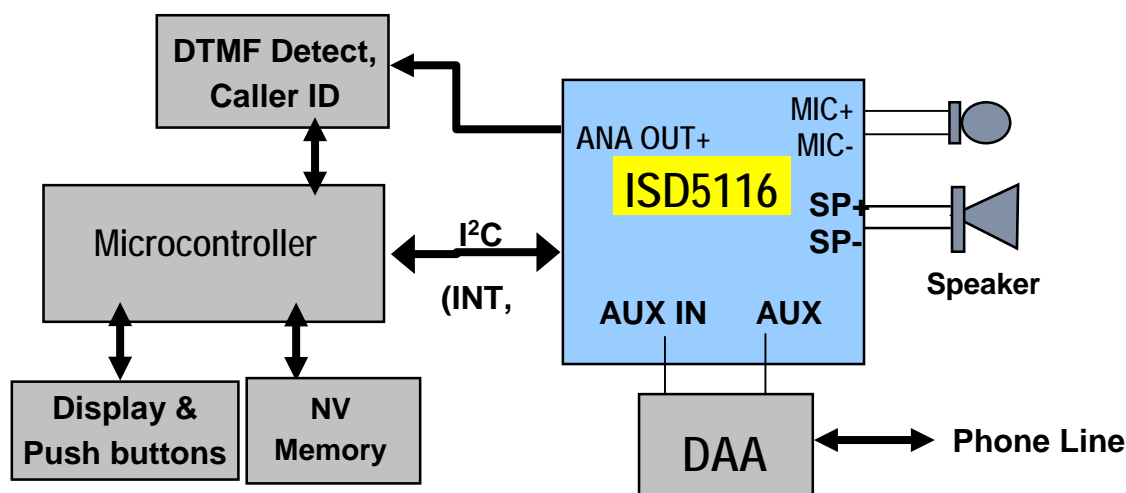 DTMF Detect,
Caller ID
ANA OUT+
MIC+
MIC-
ISD5116
SP+
SP-
Speaker
Microcontroller
I²C
(INT,
AUX IN
AUX
Display &
Push buttons
NV
Memory
DAA
Phone Line